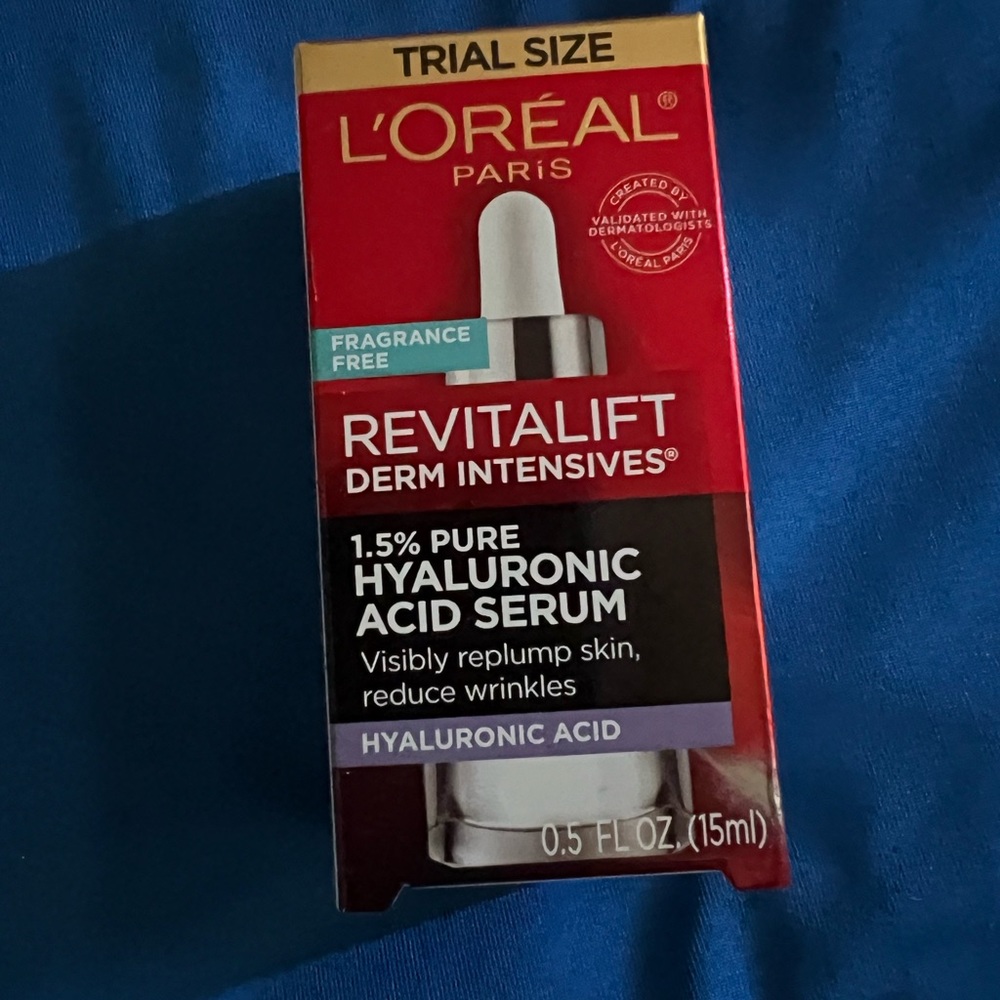 TRIAL SIZE
L'ORÉAL®
PARiS
CREATED BY
VALIDATED WITH
DERMATOLOGISTS
L'ORÉAL PARIS
FRAGRANCE
FREE
REVITALIFT
DERM INTENSIVES®
1.5% PURE
HYALURONIC
ACID SERUM
Visibly replump skin,
reduce wrinkles
HYALURONIC ACID
0.5 FL OZ. (15ml)